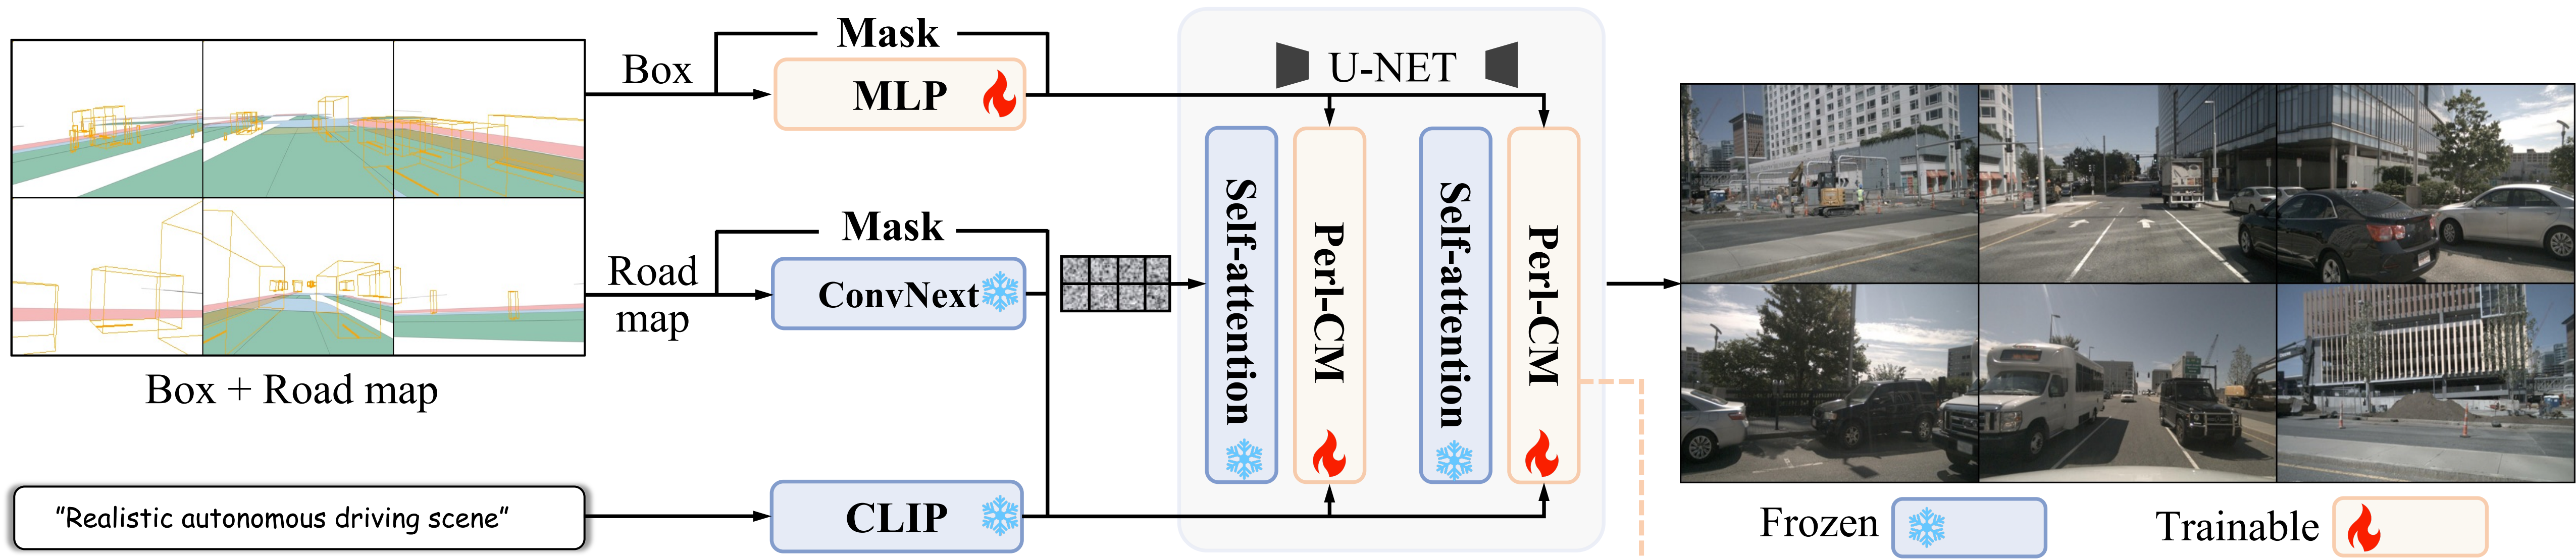 Box + Road map
"Realistic autonomous driving scene"
Box
Mask
MLP
Road
map
Mask
ConvNext
CLIP
U-NET
Self-attention
Perl-CM
Self-attention
Perl-CM
Frozen
Trainable